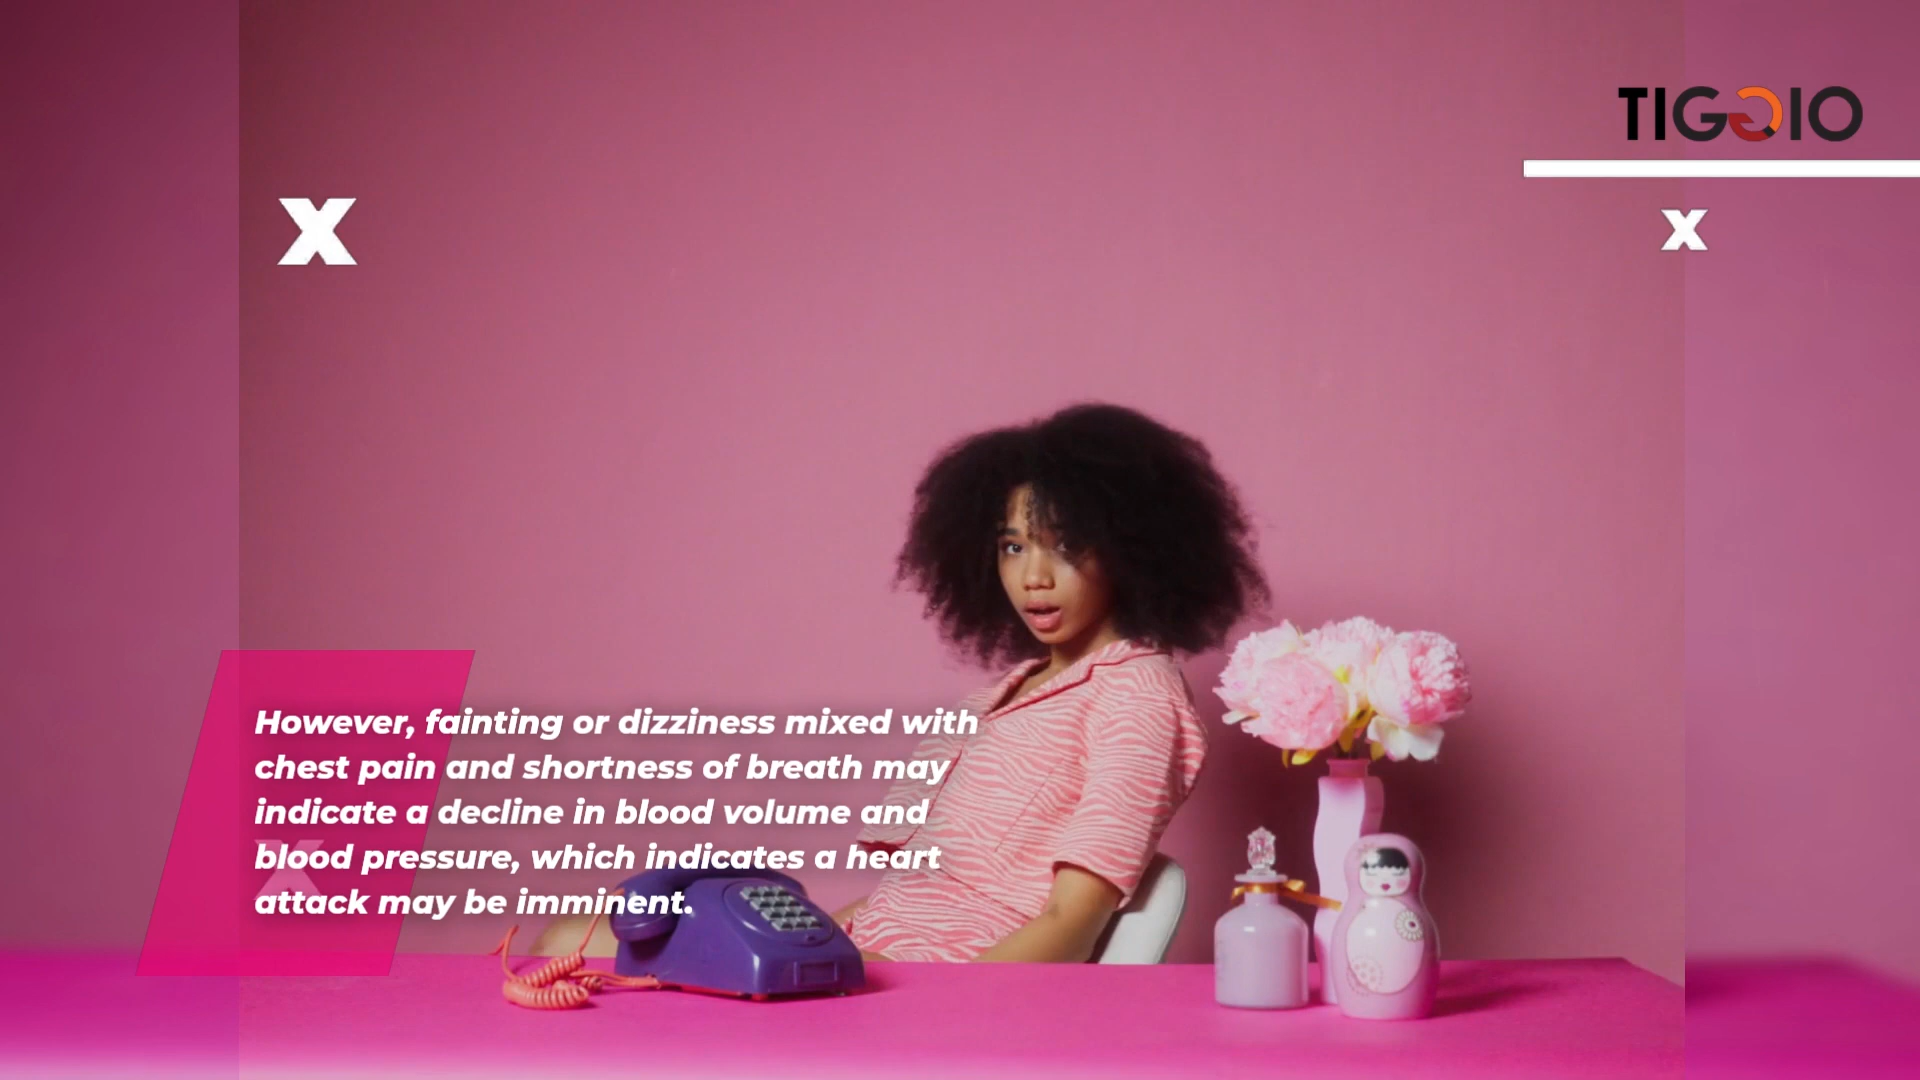 TIGGIO
X
X
However, fainting or dizziness mixed with
chest pain and shortness of breath may
indicate a decline in blood volume and
blood pressure, which indicates a heart
attack may be imminent.
X